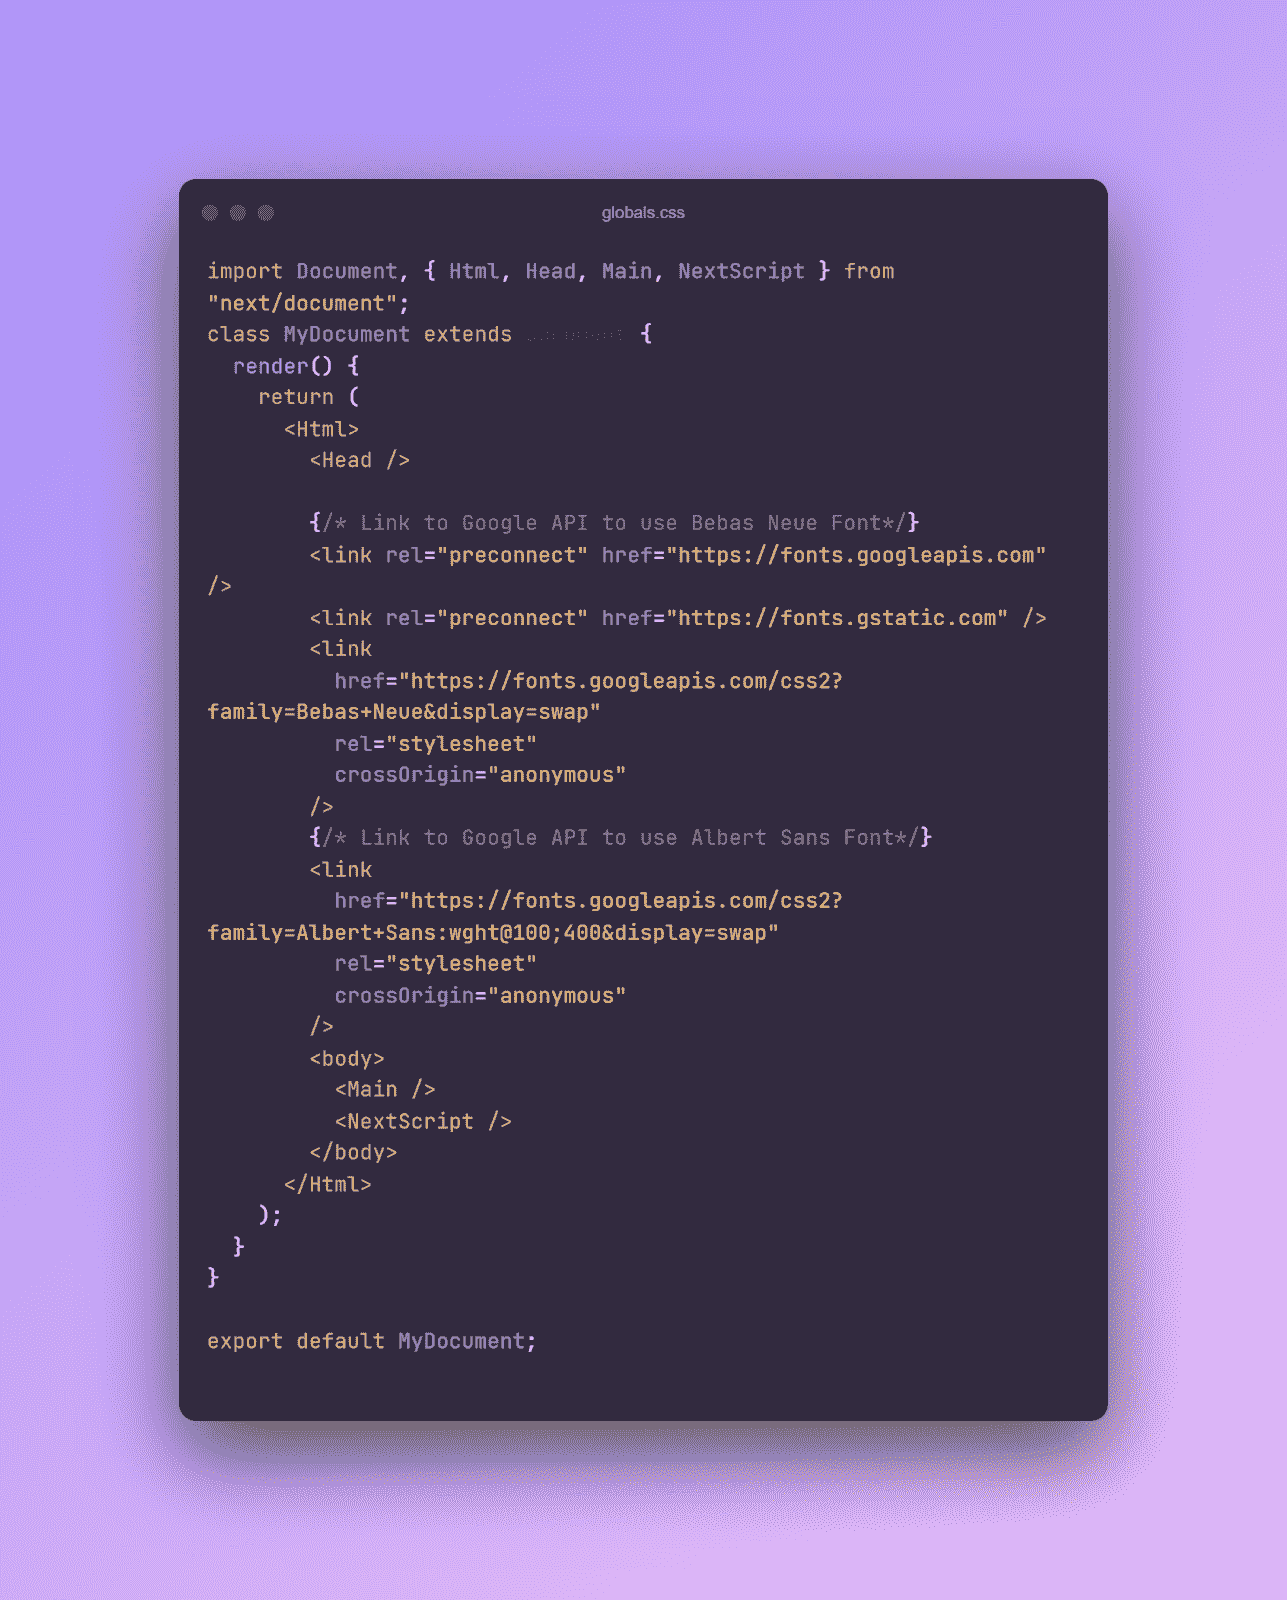 globals.css
import Document, { Html, Head, Main, NextScript } from
"next/document";
class MyDocument extends {
  render() {
    return (
      <Html>
        <Head />
        {/* Link to Google API to use Bebas Neue Font*/}
        <link rel="preconnect" href="https://fonts.googleapis.com"
/>
        <link rel="preconnect" href="https://fonts.gstatic.com" />
        <link
          href="https://fonts.googleapis.com/css2?
family=Bebas+Neue&display=swap"
          rel="stylesheet"
          crossOrigin="anonymous"
        />
        {/* Link to Google API to use Albert Sans Font*/}
        <link
          href="https://fonts.googleapis.com/css2?
family=Albert+Sans:wght@100;400&display=swap"
          rel="stylesheet"
          crossOrigin="anonymous"
        />
        <body>
          <Main />
          <NextScript />
        </body>
      </Html>
    );
  }
}
export default MyDocument;